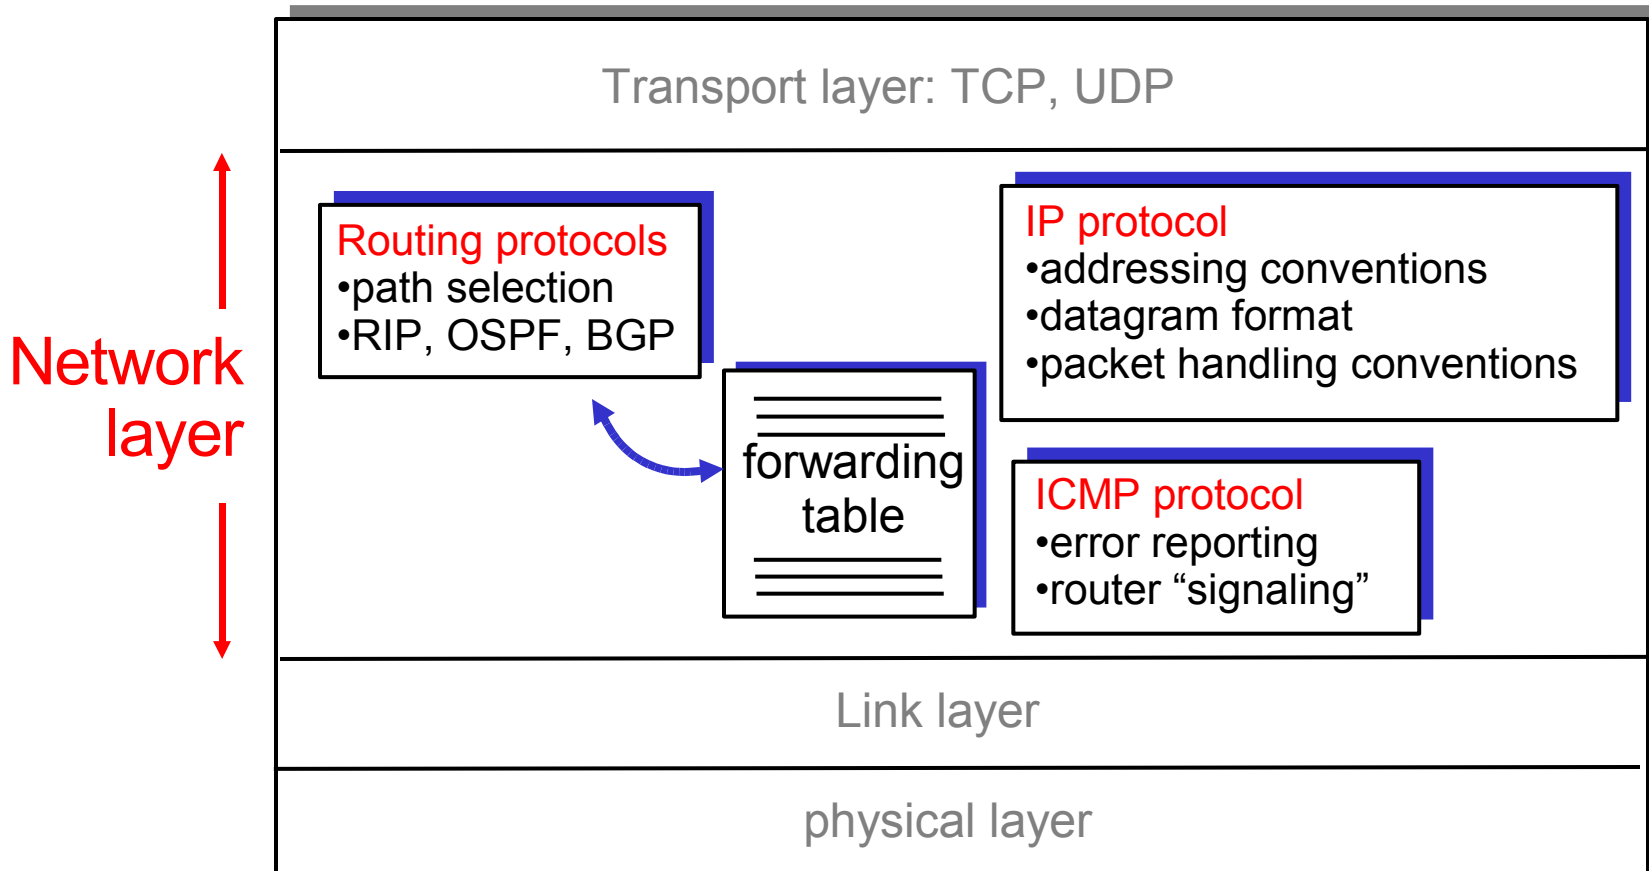 Transport layer: TCP, UDP
Network
layer
Routing protocols
•path selection
•RIP, OSPF, BGP
forwarding
table
IP protocol
•addressing conventions
•datagram format
•packet handling conventions
ICMP protocol
•error reporting
•router “signaling”
Link layer
physical layer